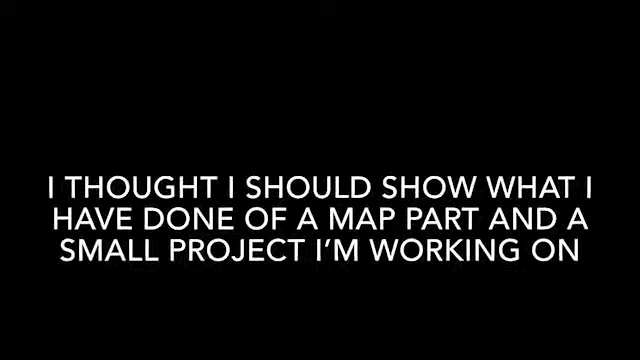 I THOUGHT I SHOULD SHOW WHAT I
HAVE DONE OF A MAP PART AND A
SMALL PROJECT I’M WORKING ON